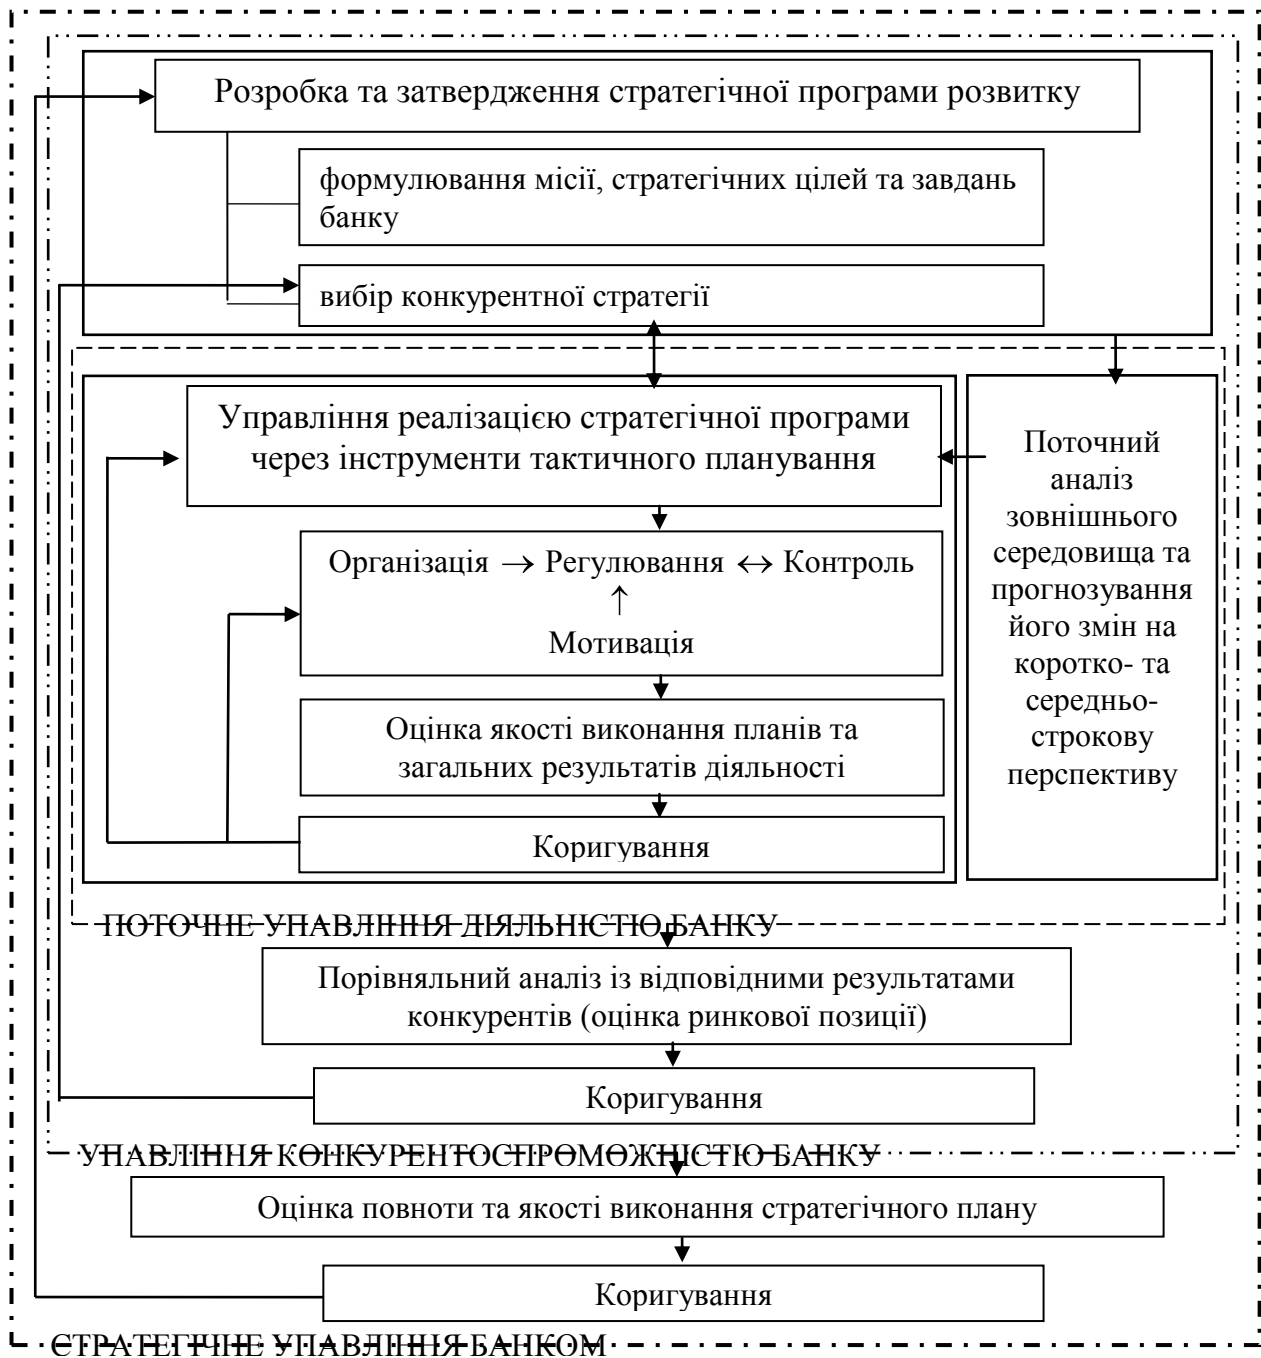 Розробка та затвердження стратегічної програми розвитку
формулювання місії, стратегічних цілей та завдань
банку
вибір конкурентної стратегії
Управління реалізацією стратегічної програми
через інструменти тактичного планування
Поточний
аналіз
зовнішнього
середовища та
прогнозування
його змін на
коротко- та
середньо-
строкову
перспективу
Організація → Регулювання ↔ Контроль
↑
Мотивація
Оцінка якості виконання планів та
загальних результатів діяльності
Коригування
ПОТОЧНЕ УПАВЛІННЯ ДІЯЛЬНІСТЮ БАНКУ
Порівняльний аналіз із відповідними результатами
конкурентів (оцінка ринкової позиції)
Коригування
УПАВЛІННЯ КОНКУРЕНТОСПРОМОЖНІСТЮ БАНКУ
Оцінка повноти та якості виконання стратегічного плану
Коригування
СТРАТЕГІЧНЕ УПАВЛІННЯ БАНКОМ